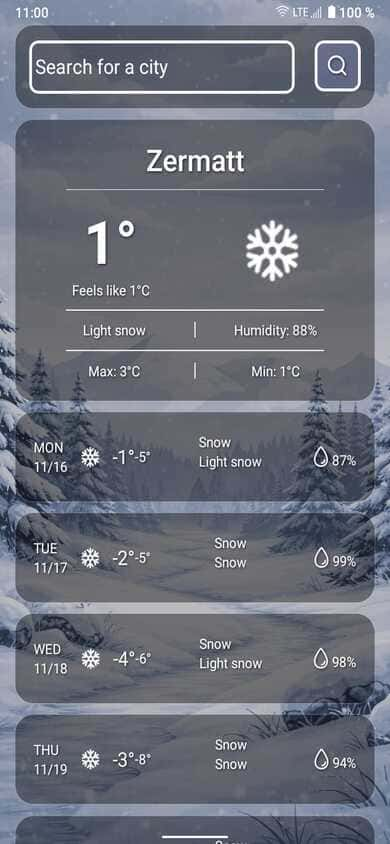 11:00 LTE 100 %
Search for a city
Zermatt
1°
Feels like 1°C
Light snow | Humidity: 88%
Max: 3°C | Min: 1°C
MON
11/16
-1°-5°
Snow
Light snow
87%
TUE
11/17
-2°-5°
Snow
Snow
99%
WED
11/18
-4°-6°
Snow
Light snow
98%
THU
11/19
-3°-8°
Snow
Snow
94%